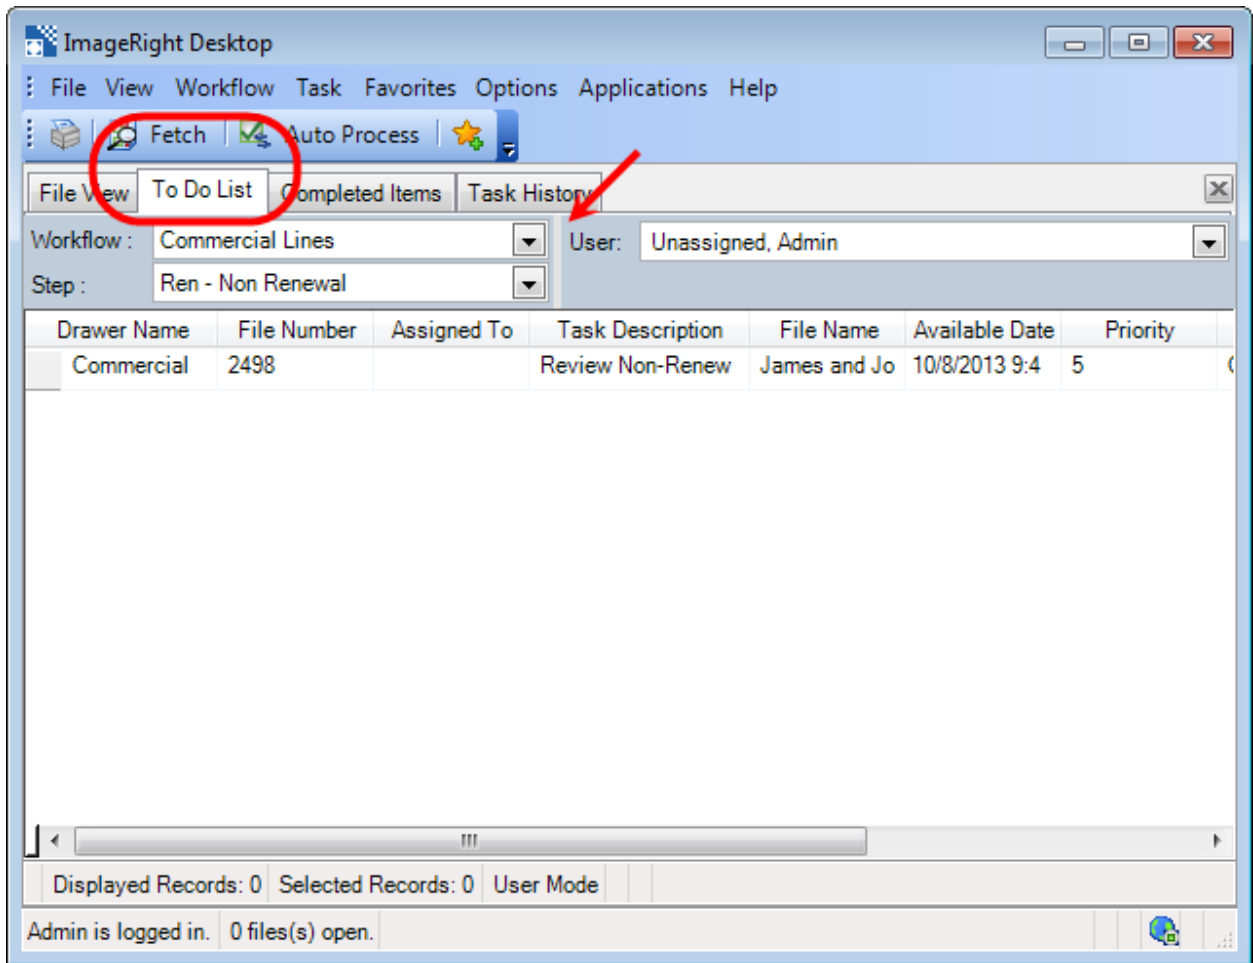 ImageRight Desktop
File View Workflow Task Favorites Options Applications Help
Fetch Auto Process
File View To Do List Completed Items Task History
Workflow : Commercial Lines User: Unassigned, Admin
Step : Ren - Non Renewal
Drawer Name File Number Assigned To Task Description File Name Available Date Priority
Commercial 2498 Review Non-Renew James and Jo 10/8/2013 9:4 5
Displayed Records: 0 Selected Records: 0 User Mode
Admin is logged in. 0 files(s) open.